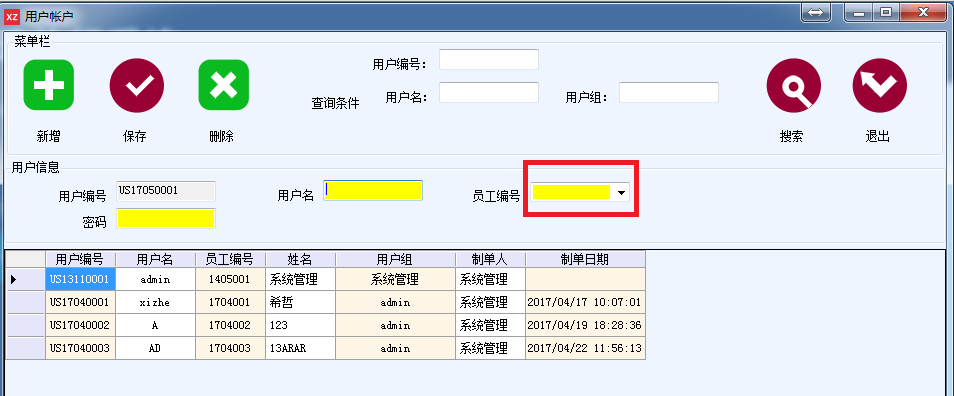 XZ 用户帐户
菜单栏
用户编号：
查询条件 用户名： 用户组：
新增 保存 删除 搜索 退出
用户信息
用户编号 US17050001 用户名 员工编号
密码
用户编号 用户名 员工编号 姓名 用户组 制单人 制单日期
US13110001 admin 1405001 系统管理 系统管理 系统管理
US17040001 xizhe 1704001 希哲 admin 系统管理 2017/04/17 10:07:01
US17040002 A 1704002 123 admin 系统管理 2017/04/19 18:28:36
US17040003 AD 1704003 13ARAR admin 系统管理 2017/04/22 11:56:13